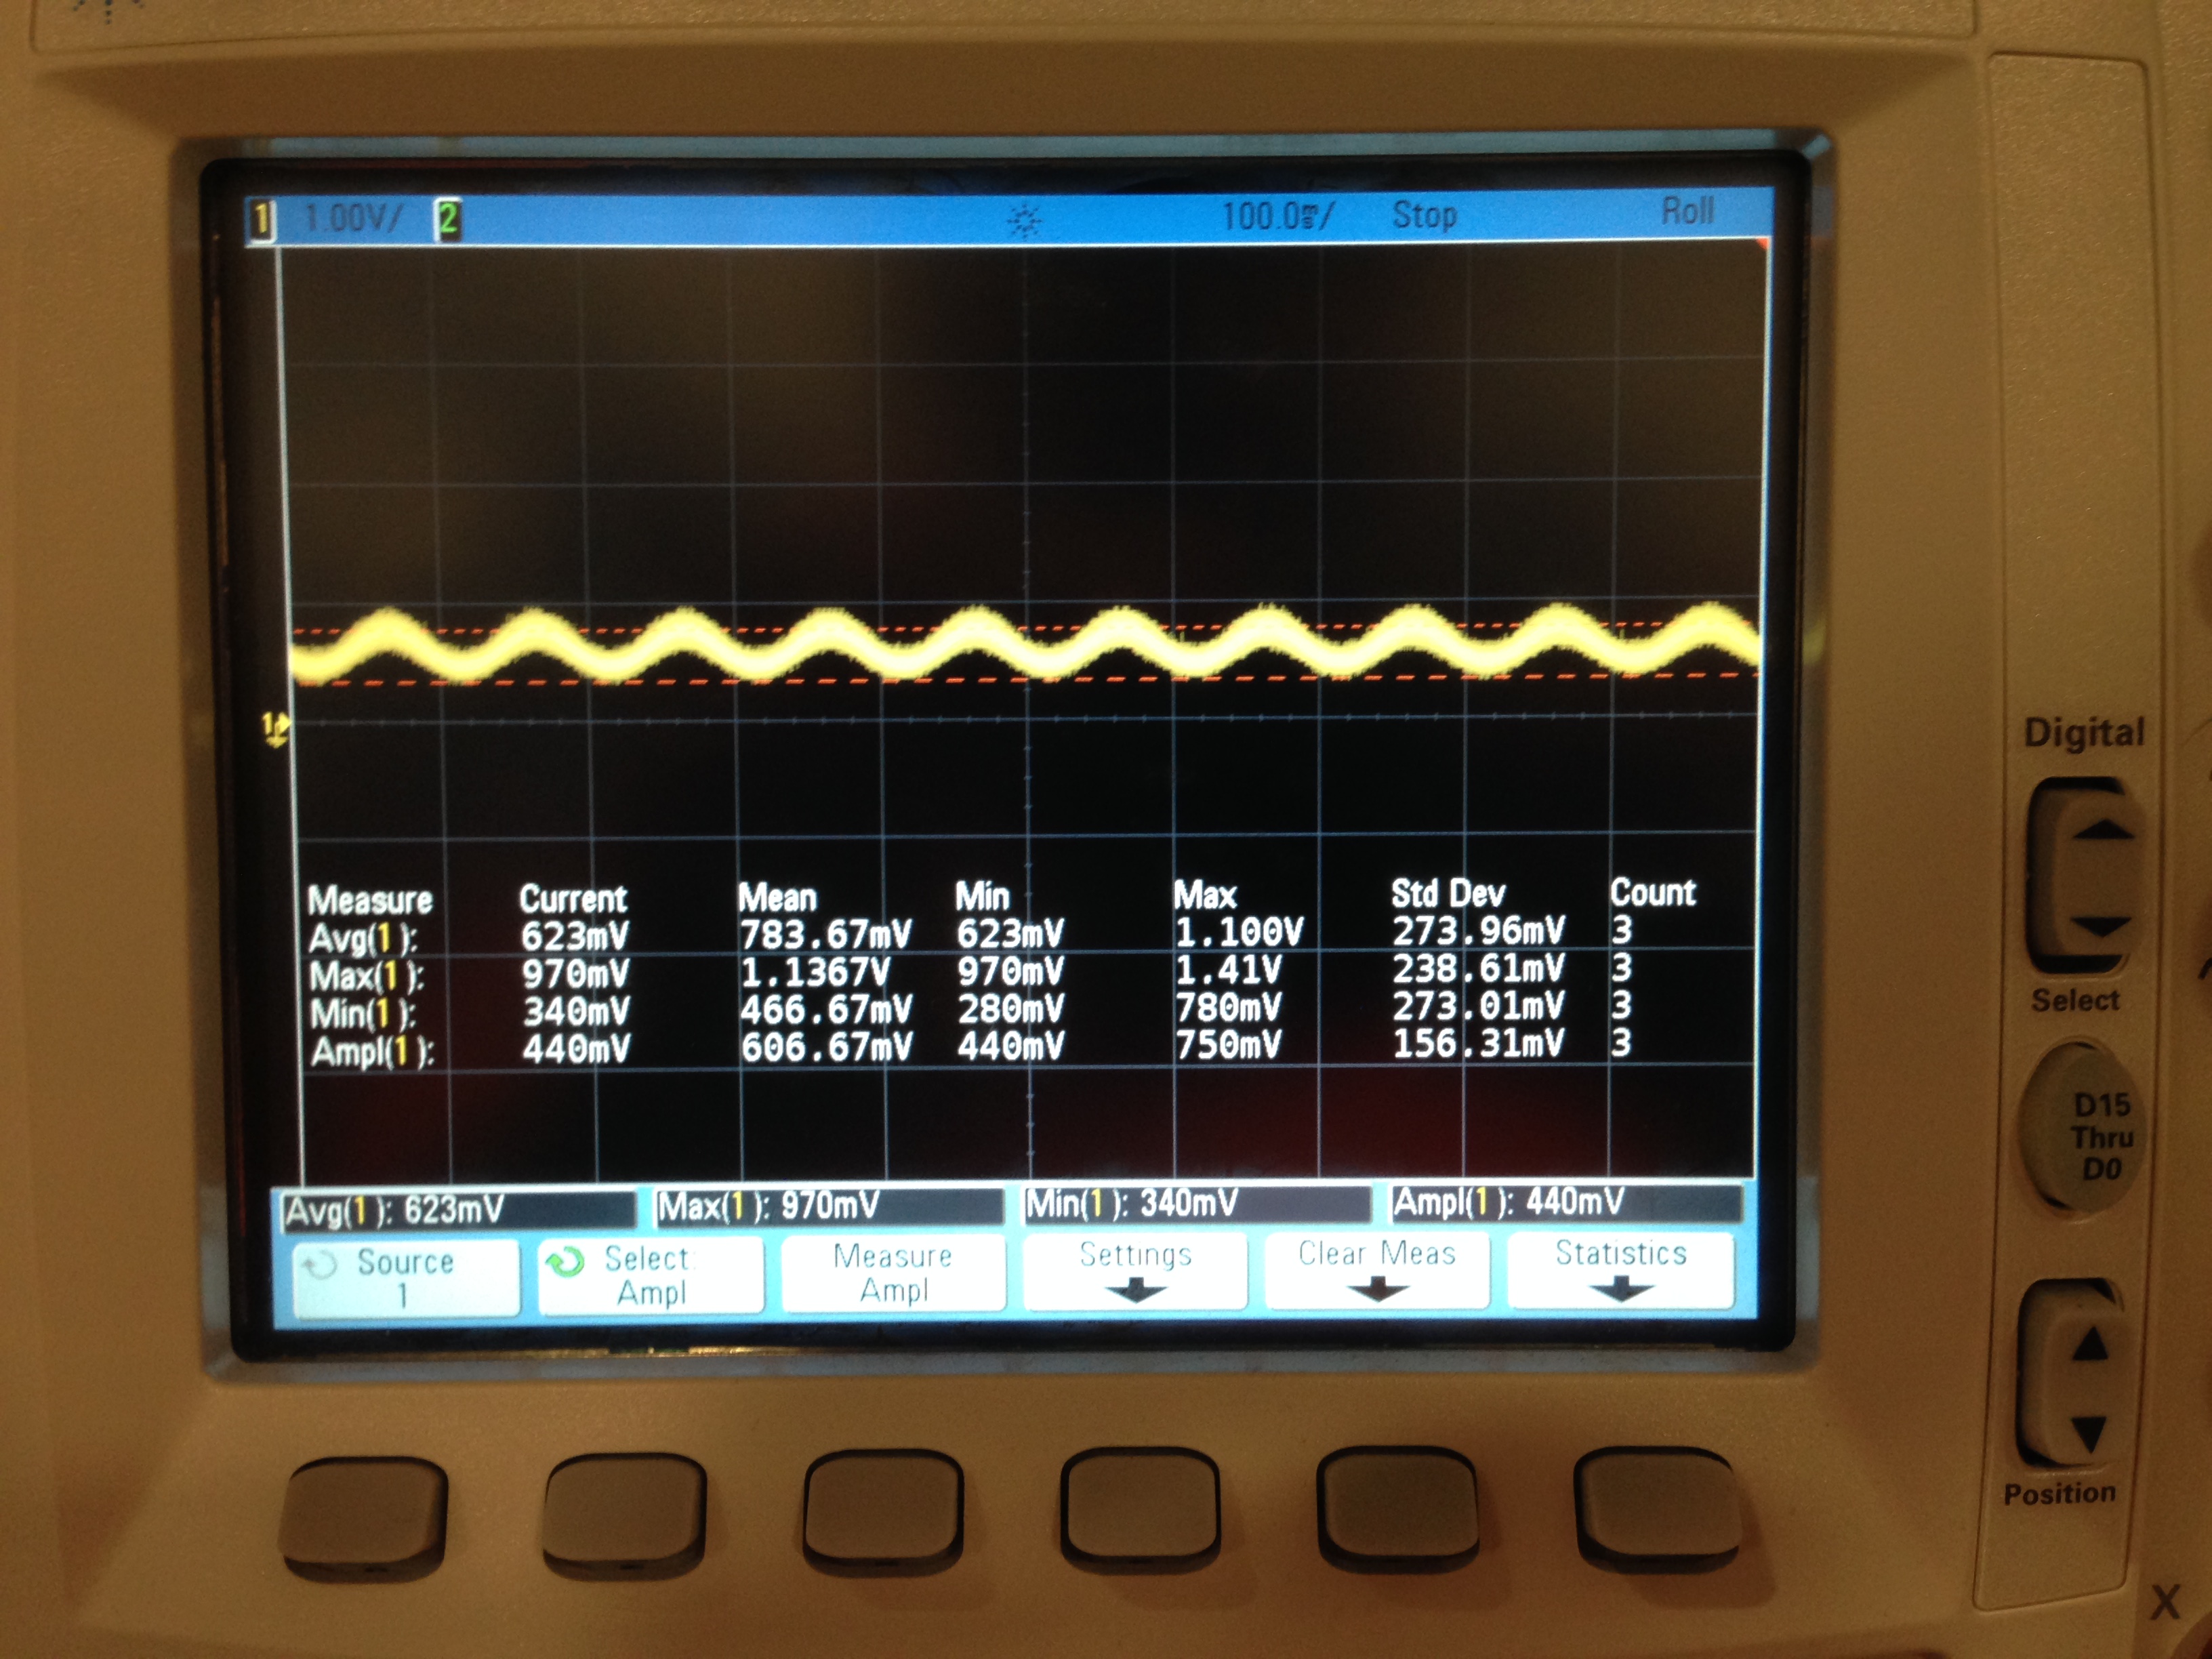 1 1.00V/ 2 100.0ms/ Stop Roll
1
Measure Current Mean Min Max Std Dev Count
Avg(1): 623mV 783.67mV 623mV 1.100V 273.96mV 3
Max(1): 970mV 1.1367V 970mV 1.41V 238.61mV 3
Min(1): 340mV 466.67mV 280mV 780mV 273.01mV 3
Ampl(1): 440mV 606.67mV 440mV 750mV 156.31mV 3
Avg(1): 623mV Max(1): 970mV Min(1): 340mV Ampl(1): 440mV
Source
1
Select:
Ampl
Measure
Ampl
Settings
Clear Meas
Statistics
Digital
Select
D15
Thru
D0
Position
X